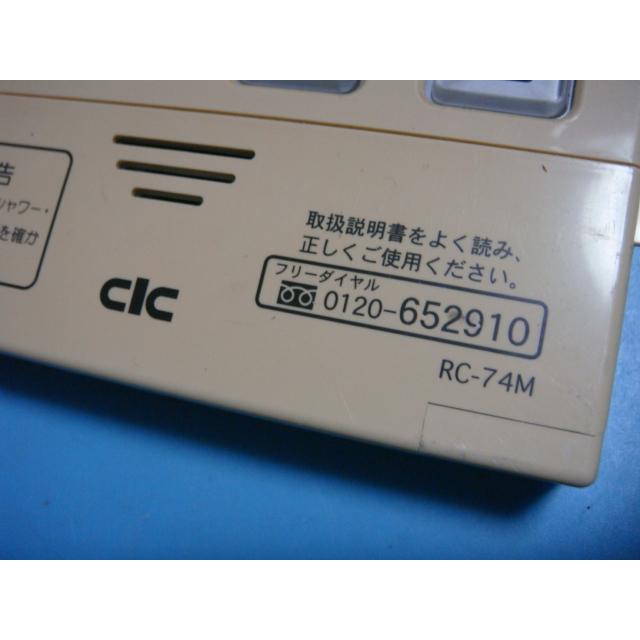 告
シャワー・
を確か
CIC
取扱説明書をよく読み、
正しくご使用ください。
フリーダイヤル
0120-652910
RC-74M